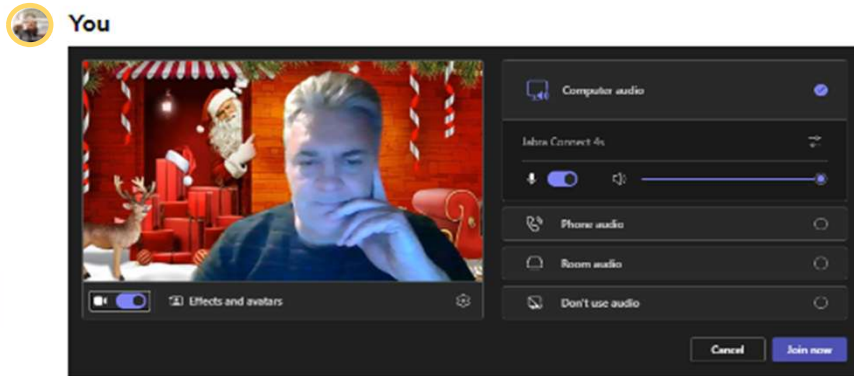 You
Computer audio
Jabra Connect 4s
Phone audio
Effects and avatars
Room audio
Don't use audio
Cancel
Join now